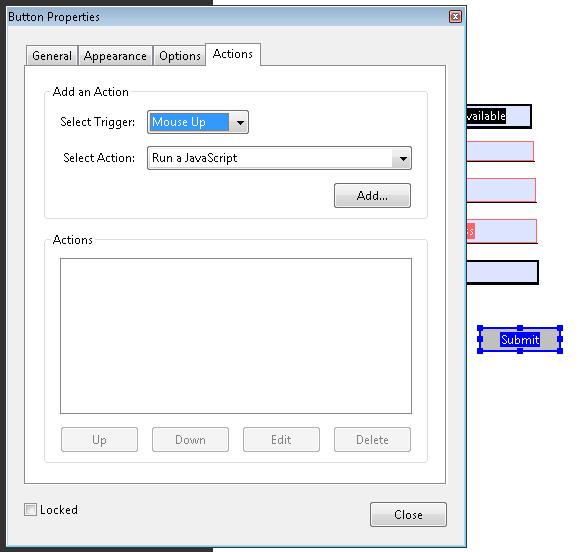 Button Properties
General Appearance Options Actions
Add an Action
Select Trigger: Mouse Up
Select Action: Run a JavaScript
Add...
Actions
Up Down Edit Delete
Locked
Close
Submit